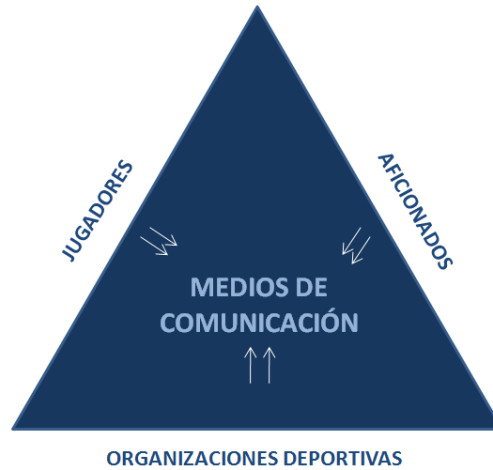 JUGADORES
AFICIONADOS
MEDIOS DE
COMUNICACIÓN
ORGANIZACIONES DEPORTIVAS